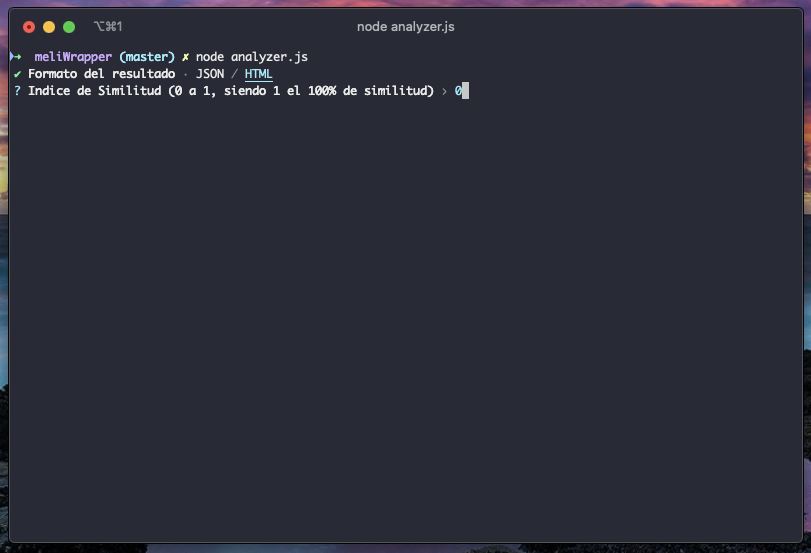 ⌥⌘1 node analyzer.js
➜ meliWrapper (master) ✗ node analyzer.js
✔ Formato del resultado · JSON / HTML
? Indice de Similitud (0 a 1, siendo 1 el 100% de similitud) › 0